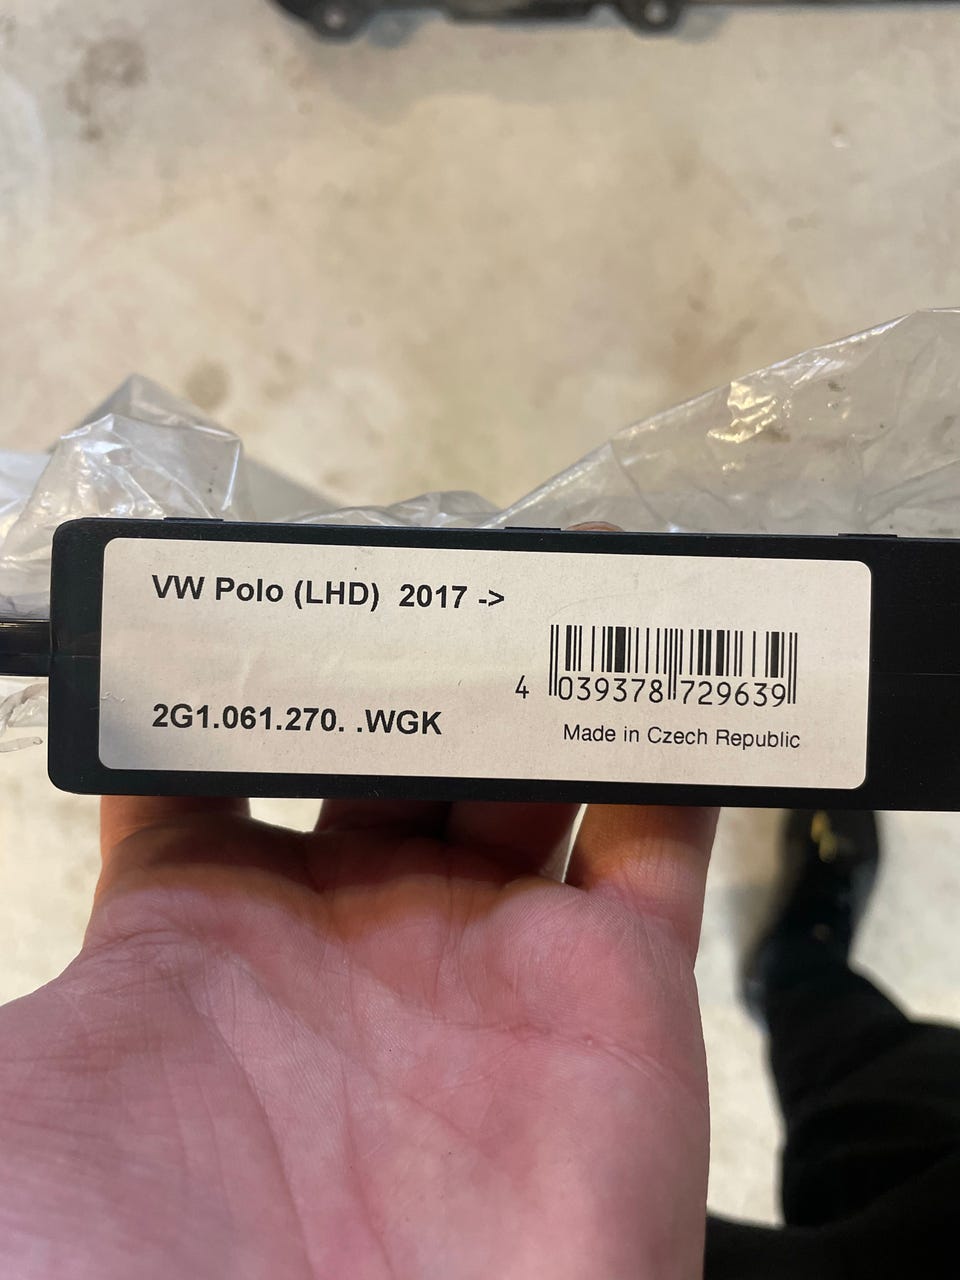 VW Polo (LHD) 2017 ->
4 039378 729639
2G1.061.270. .WGK
Made in Czech Republic